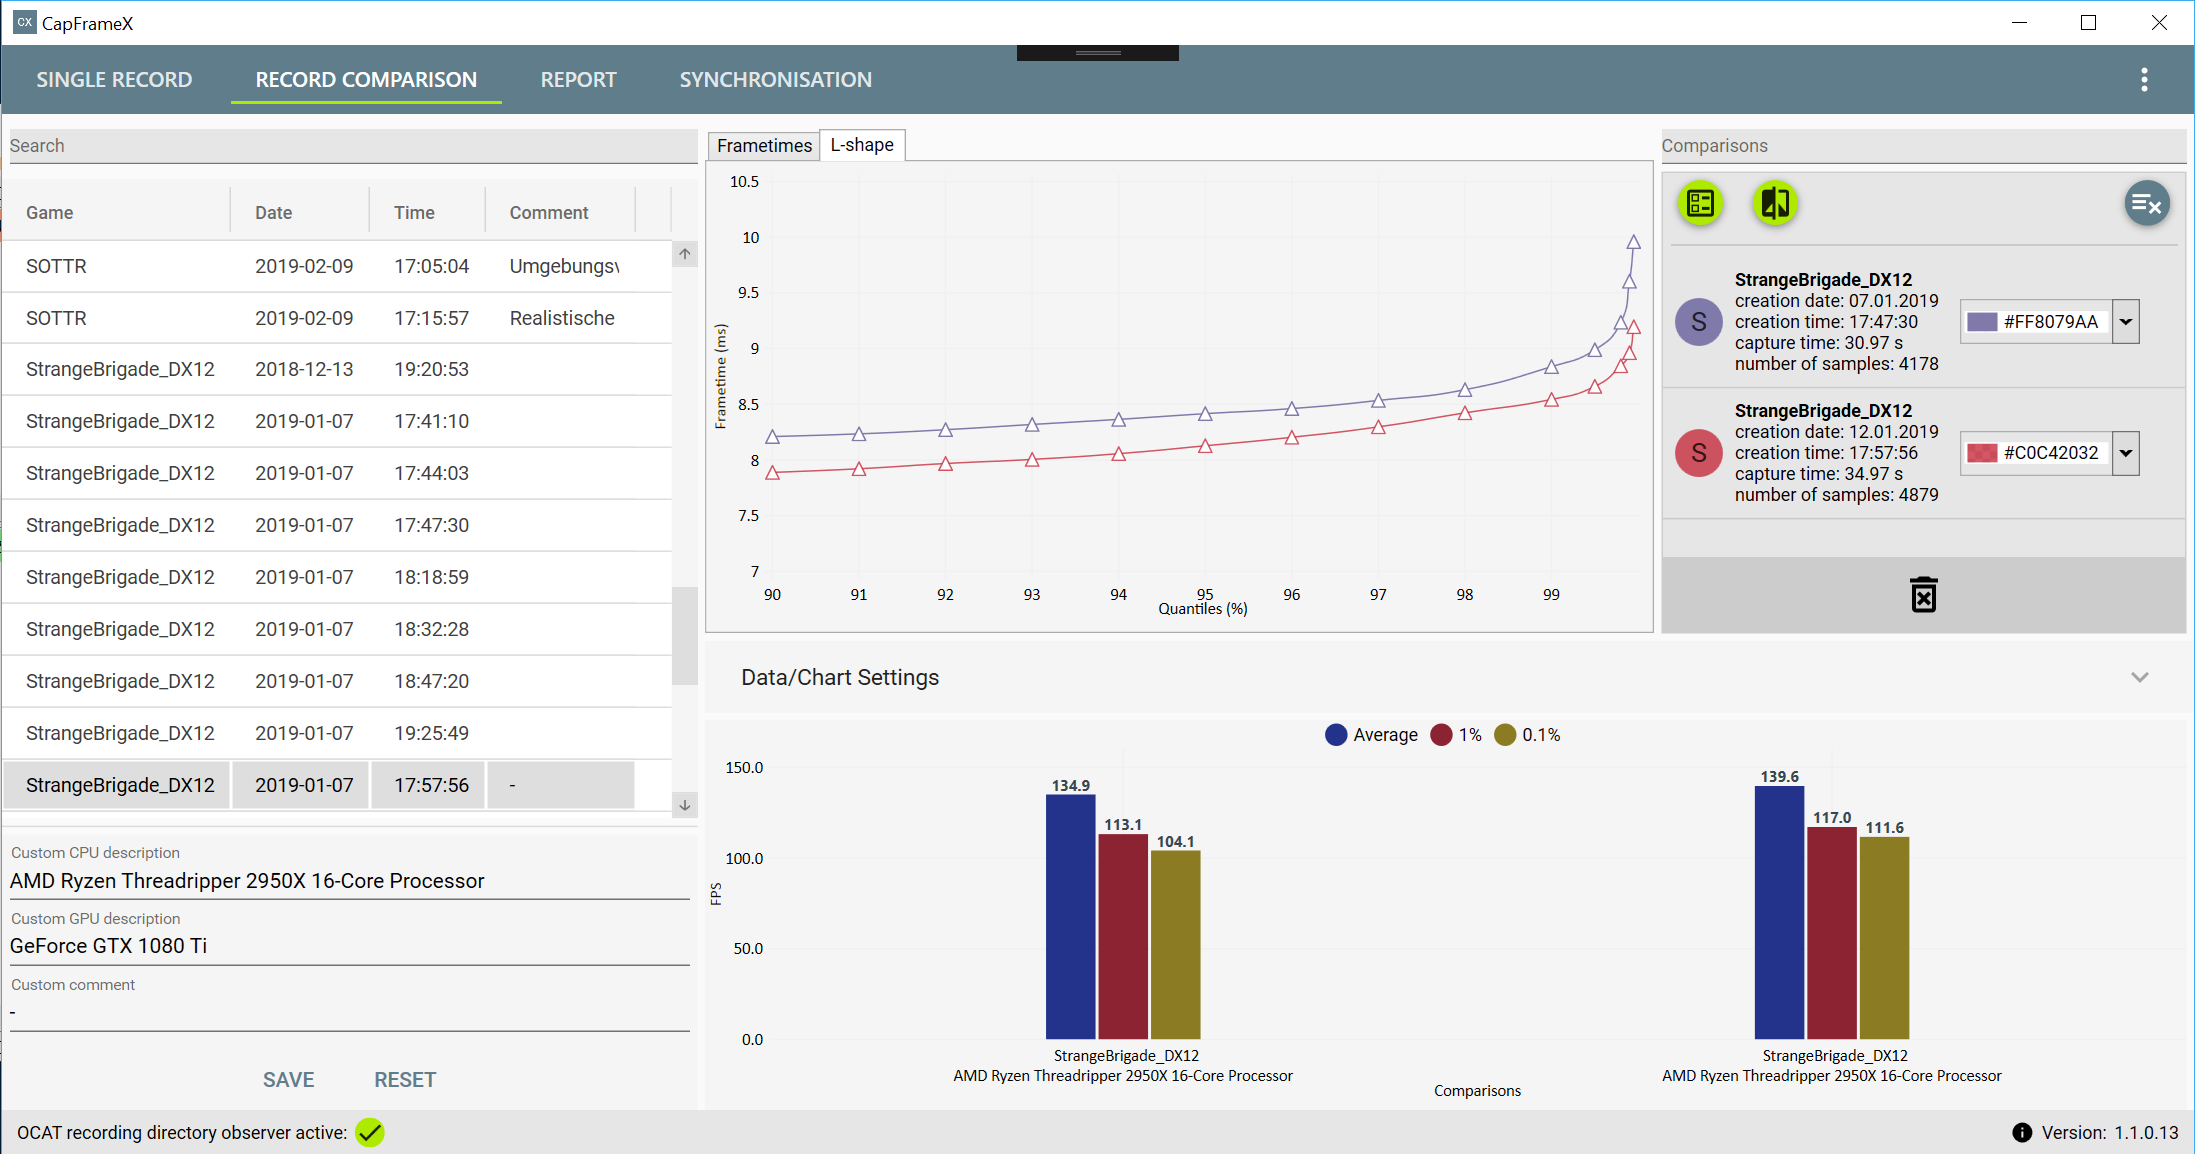 CX CapFrameX
SINGLE RECORD RECORD COMPARISON REPORT SYNCHRONISATION
Search
Game Date Time Comment
SOTTR 2019-02-09 17:05:04 Umgebungsv
SOTTR 2019-02-09 17:15:57 Realistische
StrangeBrigade_DX12 2018-12-13 19:20:53
StrangeBrigade_DX12 2019-01-07 17:41:10
StrangeBrigade_DX12 2019-01-07 17:44:03
StrangeBrigade_DX12 2019-01-07 17:47:30
StrangeBrigade_DX12 2019-01-07 18:18:59
StrangeBrigade_DX12 2019-01-07 18:32:28
StrangeBrigade_DX12 2019-01-07 18:47:20
StrangeBrigade_DX12 2019-01-07 19:25:49
StrangeBrigade_DX12 2019-01-07 17:57:56 -
Custom CPU description
AMD Ryzen Threadripper 2950X 16-Core Processor
Custom GPU description
GeForce GTX 1080 Ti
Custom comment
-
SAVE RESET
Frametimes L-shape
10.5
10
9.5
9
8.5
8
7.5
7
Frametime (ms)
90 91 92 93 94 95 96 97 98 99
Quantiles (%)
Comparisons
S
StrangeBrigade_DX12
creation date: 07.01.2019
creation time: 17:47:30
capture time: 30.97 s
number of samples: 4178
#FF8079AA
S
StrangeBrigade_DX12
creation date: 12.01.2019
creation time: 17:57:56
capture time: 34.97 s
number of samples: 4879
#C0C42032
Data/Chart Settings
Average 1% 0.1%
150.0
100.0
50.0
0.0
FPS
134.9 113.1 104.1
139.6 117.0 111.6
StrangeBrigade_DX12
AMD Ryzen Threadripper 2950X 16-Core Processor
StrangeBrigade_DX12
AMD Ryzen Threadripper 2950X 16-Core Processor
Comparisons
OCAT recording directory observer active:
Version: 1.1.0.13